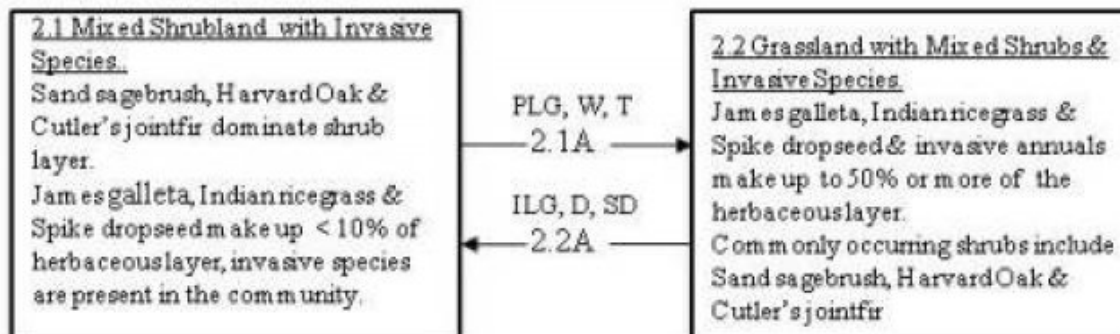 2.1 Mixed Shrubland with Invasive
Species..
Sand sagebrush, Harvard Oak &
Cutler's jointfir dominate shrub
layer.
James galleta, Indian ricegrass &
Spike dropseed make up < 10% of
herbaceous layer, invasive species
are present in the community.
PLG, W, T
2.1A
ILG, D, SD
2.2A
2.2 Grassland with Mixed Shrubs &
Invasive Species.
James galleta, Indian ricegrass &
Spike dropseed & invasive annuals
make up to 50% or more of the
herbaceous layer.
Commonly occurring shrubs include
Sand sagebrush, Harvard Oak &
Cutler's jointfir